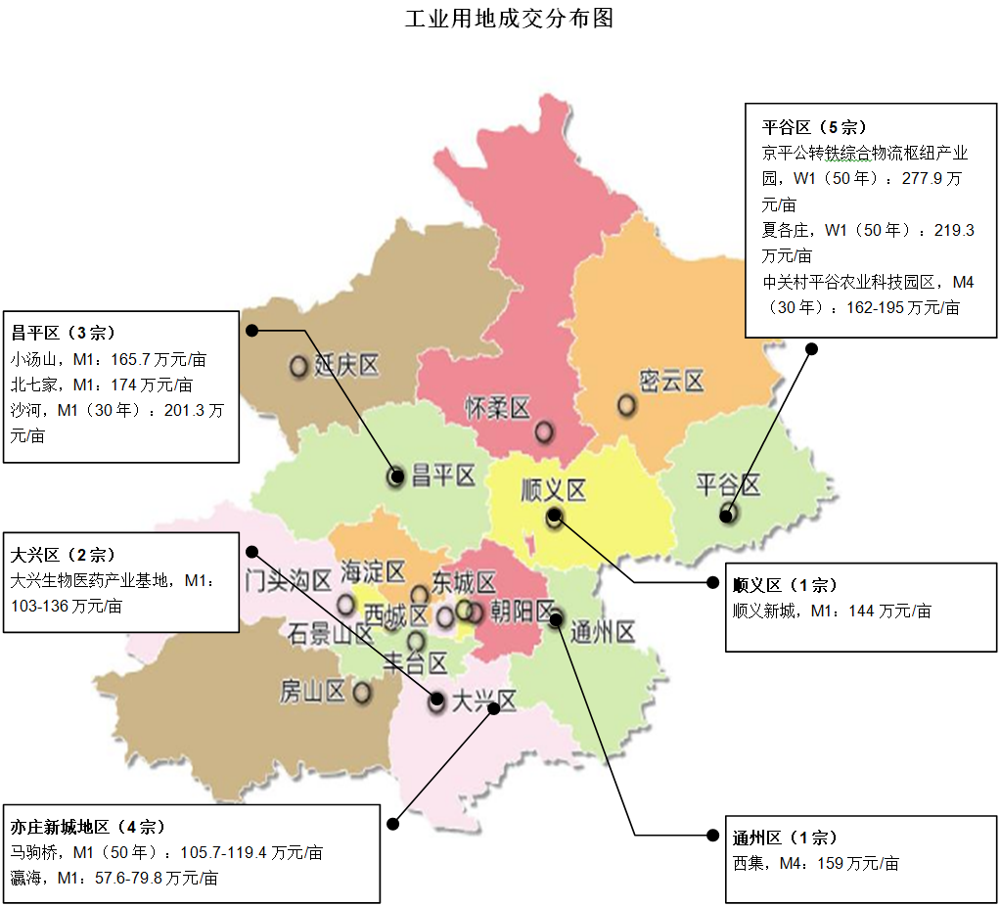 工业用地成交分布图
平谷区（5宗）
京平公转铁综合物流枢纽产业
园，W1（50年）：277.9万
元/亩
夏各庄，W1（50年）：219.3
万元/亩
中关村平谷农业科技园区，M4
（30年）：162-195万元/亩
昌平区（3宗）
小汤山，M1：165.7万元/亩
北七家，M1：174万元/亩
沙河，M1（30年）：201.3万
元/亩
延庆区
密云区
怀柔区
昌平区
顺义区
平谷区
大兴区（2宗）
大兴生物医药产业基地，M1：
103-136万元/亩
门头沟区
海淀区
东城区
西城区
朝阳区
石景山区
通州区
丰台区
房山区
大兴区
顺义区（1宗）
顺义新城，M1：144万元/亩
亦庄新城地区（4宗）
马驹桥，M1（50年）：105.7-119.4万元/亩
瀛海，M1：57.6-79.8万元/亩
通州区（1宗）
西集，M4：159万元/亩